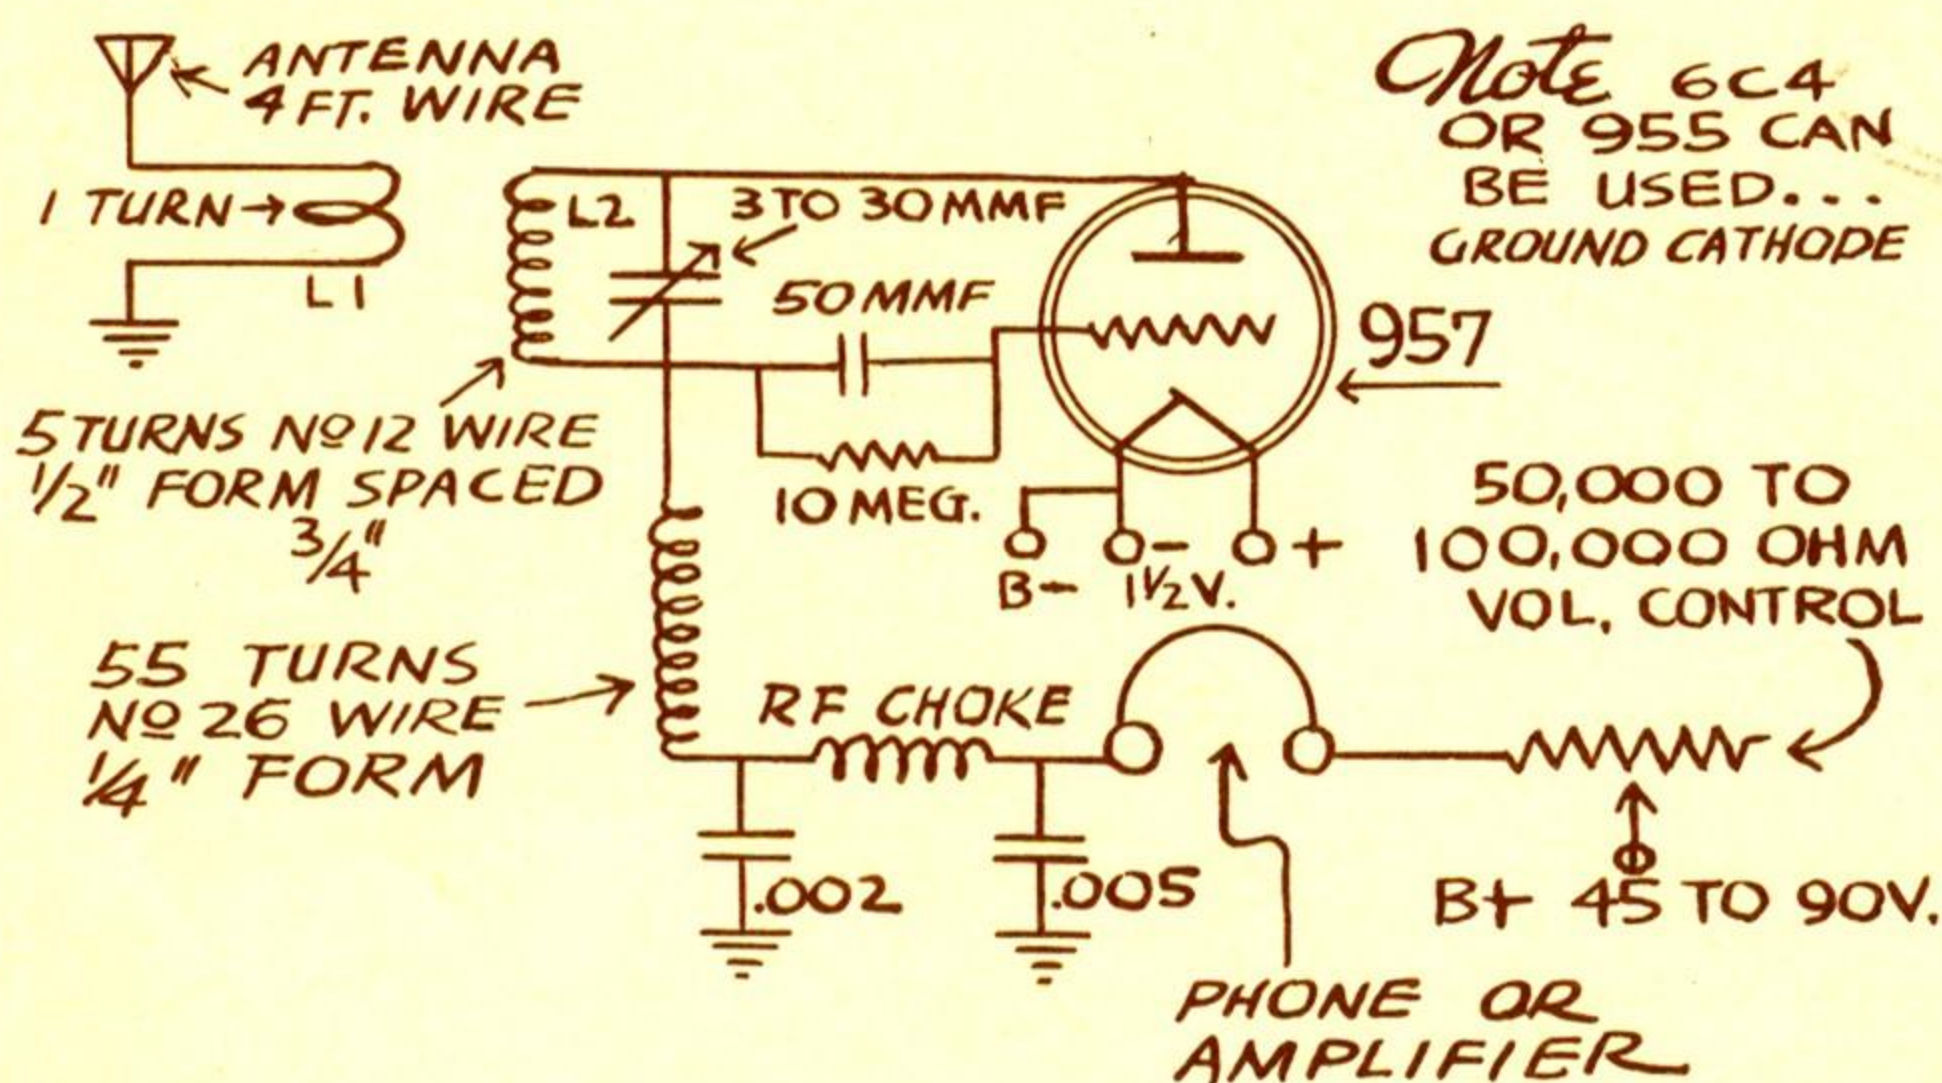 ANTENNA
4 FT. WIRE
1 TURN
L1
L2
3 TO 30 MMF
50 MMF
10 MEG.
Note 6C4
OR 955 CAN
BE USED...
GROUND CATHODE
957
5 TURNS Nº 12 WIRE
1/2" FORM SPACED
3/4"
B- 1½ V.
- +
50,000 TO
100,000 OHM
VOL. CONTROL
55 TURNS
Nº 26 WIRE
1/4" FORM
RF CHOKE
.002
.005
B+ 45 TO 90V.
PHONE OR
AMPLIFIER